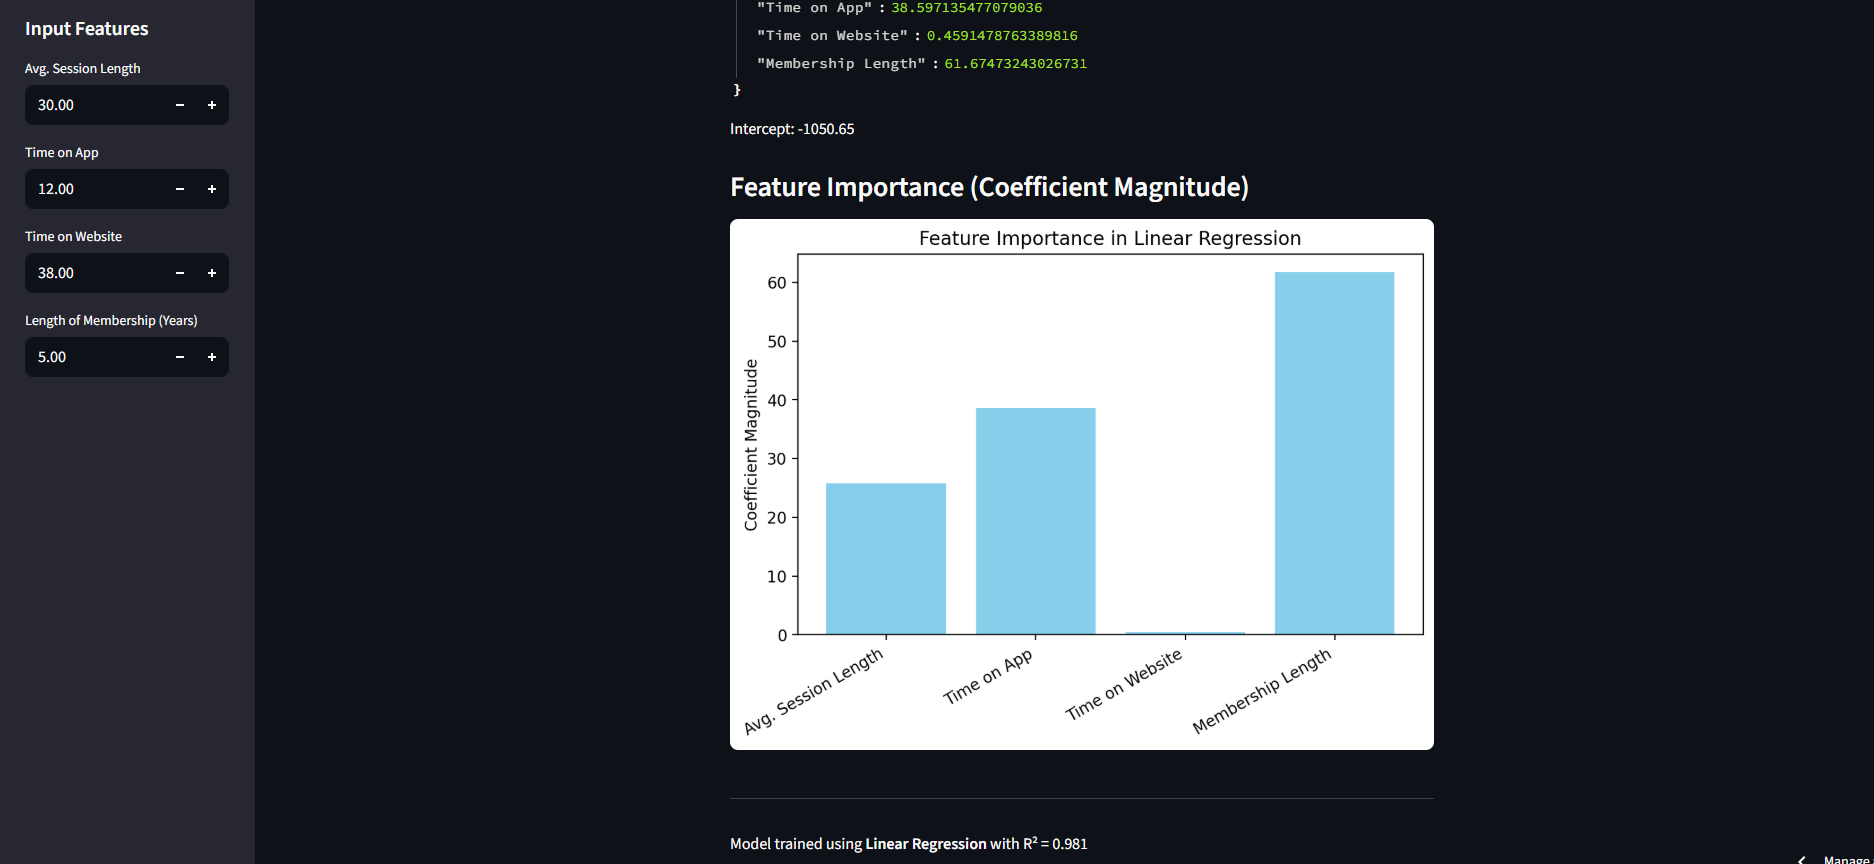 Input Features
Avg. Session Length
30.00 − +
Time on App
12.00 − +
Time on Website
38.00 − +
Length of Membership (Years)
5.00 − +
"Time on App" : 38.597135477079036
"Time on Website" : 0.4591478763389816
"Membership Length" : 61.67473243026731
}
Intercept: -1050.65
Feature Importance (Coefficient Magnitude)
Feature Importance in Linear Regression
Coefficient Magnitude
60
50
40
30
20
10
0
Avg. Session Length
Time on App
Time on Website
Membership Length
Model trained using Linear Regression with R² = 0.981
Manage